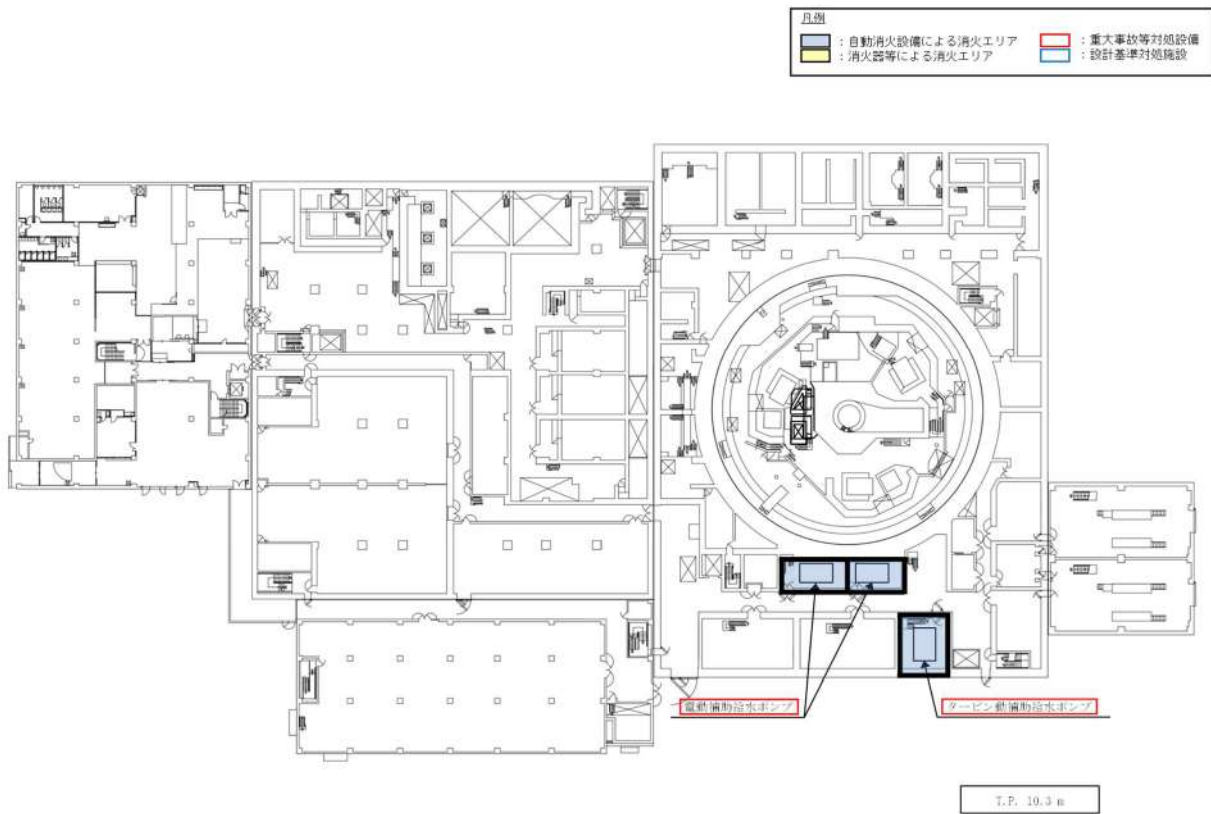 凡例
：自動消火設備による消火エリア
：重大事故等対処設備
：消火器等による消火エリア
：設計基準対処施設
電動補助給水ポンプ
タービン動補助給水ポンプ
T.P. 10.3 m